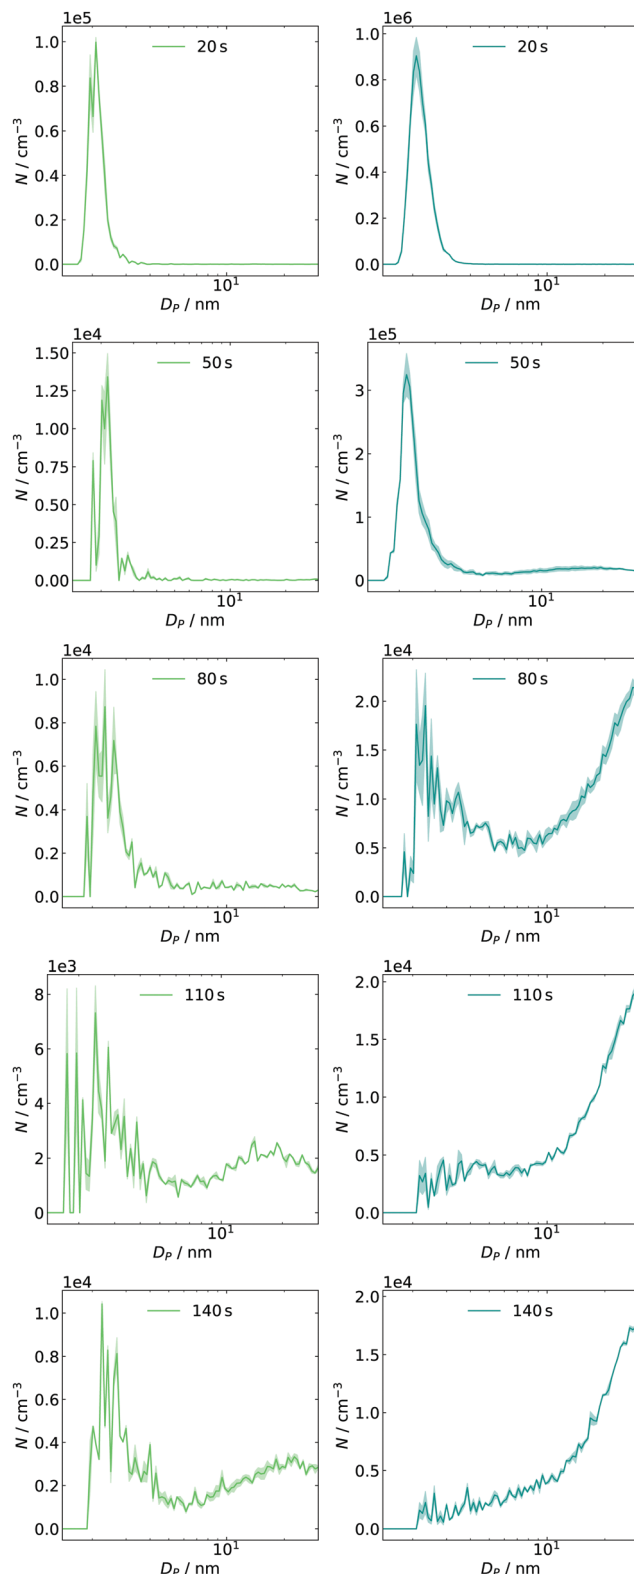 1e5
20 s
1.0
0.8
0.6
0.4
0.2
0.0
N / cm⁻³
10¹
D_P / nm
1e6
20 s
1.0
0.8
0.6
0.4
0.2
0.0
N / cm⁻³
10¹
D_P / nm
1e4
50 s
1.50
1.25
1.00
0.75
0.50
0.25
0.00
N / cm⁻³
10¹
D_P / nm
1e5
50 s
3
2
1
0
N / cm⁻³
10¹
D_P / nm
1e4
80 s
1.0
0.8
0.6
0.4
0.2
0.0
N / cm⁻³
10¹
D_P / nm
1e4
80 s
2.0
1.5
1.0
0.5
0.0
N / cm⁻³
10¹
D_P / nm
1e3
110 s
8
6
4
2
0
N / cm⁻³
10¹
D_P / nm
1e4
110 s
2.0
1.5
1.0
0.5
0.0
N / cm⁻³
10¹
D_P / nm
1e4
140 s
1.0
0.8
0.6
0.4
0.2
0.0
N / cm⁻³
10¹
D_P / nm
1e4
140 s
2.0
1.5
1.0
0.5
0.0
N / cm⁻³
10¹
D_P / nm